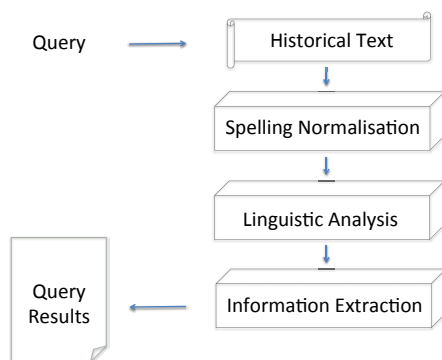 Query
Historical Text
Spelling Normalisation
Linguistic Analysis
Information Extraction
Query
Results